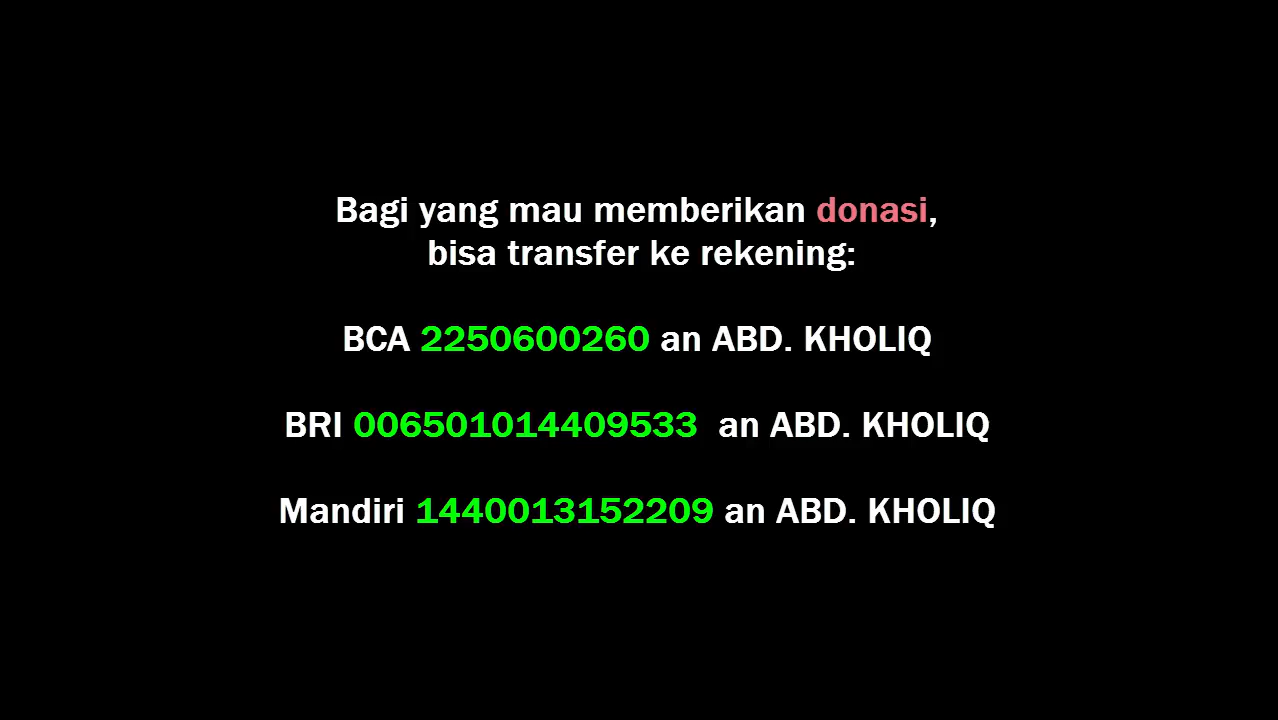 Bagi yang mau memberikan donasi,
bisa transfer ke rekening:
BCA 2250600260 an ABD. KHOLIQ
BRI 006501014409533 an ABD. KHOLIQ
Mandiri 1440013152209 an ABD. KHOLIQ